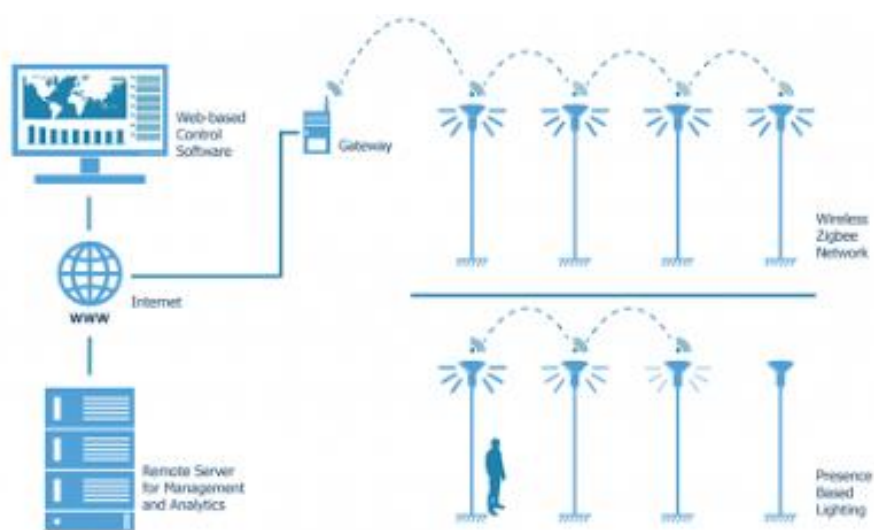 Web-based
Control
Software
Gateway
Wireless
Zigbee
Network
Internet
WWW
Remote Server
for Management
and Analytics
Presence
Based
Lighting